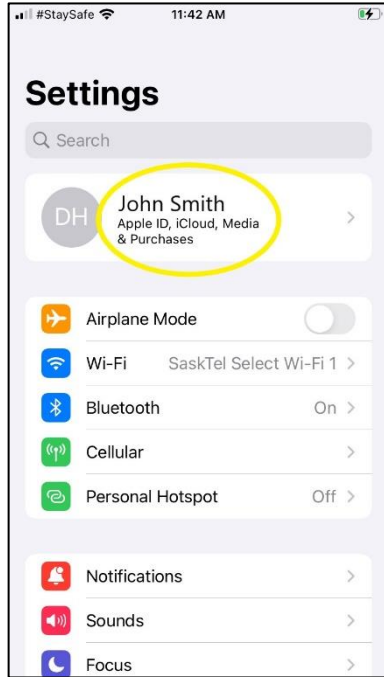 #StaySafe 11:42 AM
Settings
Search
DH John Smith
Apple ID, iCloud, Media
& Purchases
Airplane Mode
Wi-Fi SaskTel Select Wi-Fi 1
Bluetooth On
Cellular
Personal Hotspot Off
Notifications
Sounds
Focus